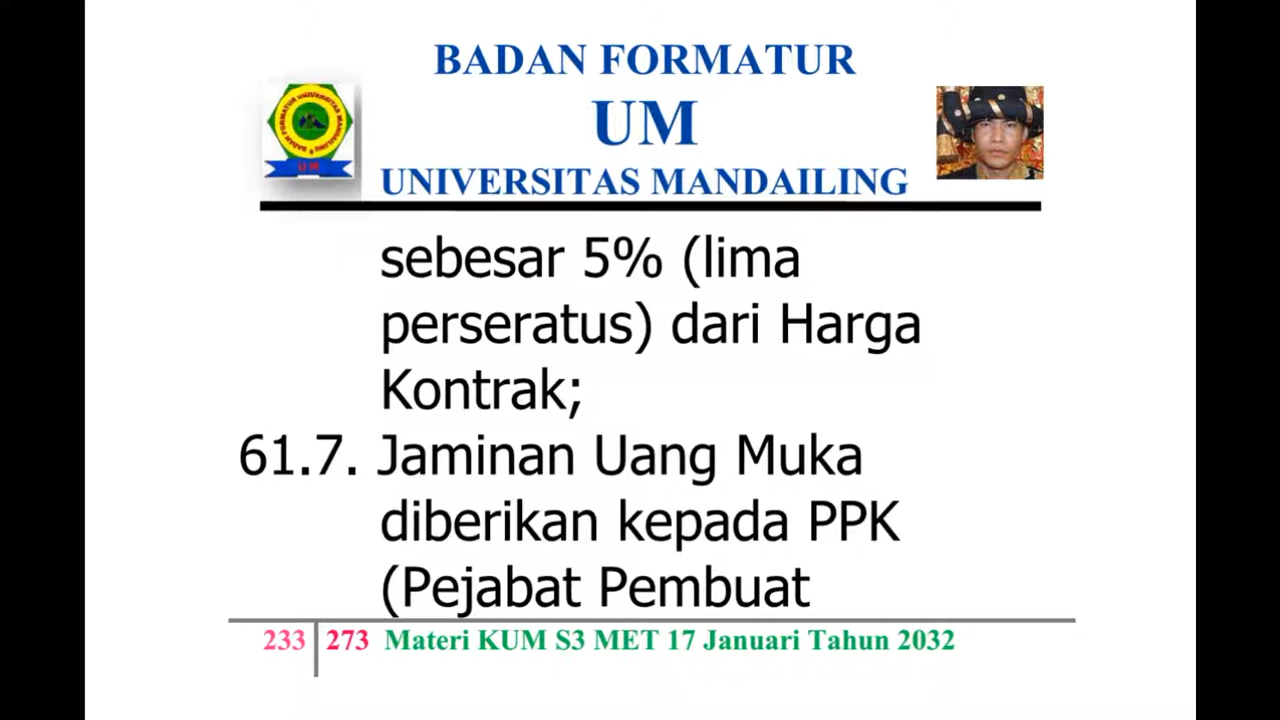 BADAN FORMATUR
UM
UNIVERSITAS MANDAILING
sebesar 5% (lima
perseratus) dari Harga
Kontrak;
61.7. Jaminan Uang Muka
diberikan kepada PPK
(Pejabat Pembuat
233 273 Materi KUM S3 MET 17 Januari Tahun 2032